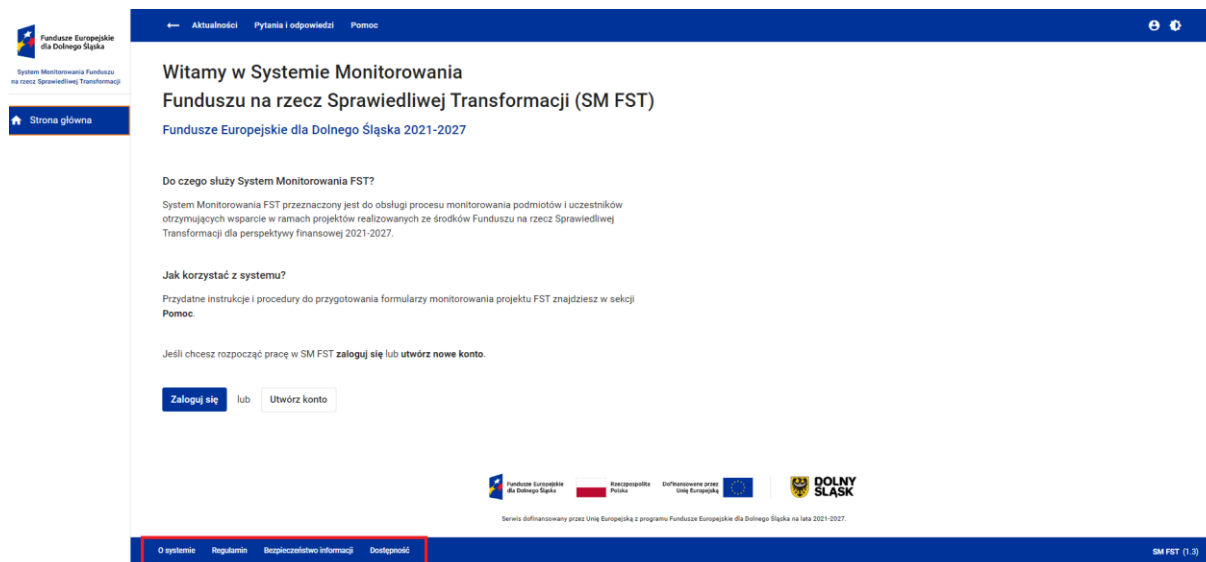 Fundusze Europejskie
dla Dolnego Śląska
System Monitorowania Funduszu
na rzecz Sprawiedliwej Transformacji
Strona główna
← Aktualności Pytania i odpowiedzi Pomoc
Witamy w Systemie Monitorowania
Funduszu na rzecz Sprawiedliwej Transformacji (SM FST)
Fundusze Europejskie dla Dolnego Śląska 2021-2027
Do czego służy System Monitorowania FST?
System Monitorowania FST przeznaczony jest do obsługi procesu monitorowania podmiotów i uczestników
otrzymujących wsparcie w ramach projektów realizowanych ze środków Funduszu na rzecz Sprawiedliwej
Transformacji dla perspektywy finansowej 2021-2027.
Jak korzystać z systemu?
Przydatne instrukcje i procedury do przygotowania formularzy monitorowania projektu FST znajdziesz w sekcji
Pomoc.
Jeśli chcesz rozpocząć pracę w SM FST zaloguj się lub utwórz nowe konto.
Zaloguj się lub Utwórz konto
Fundusze Europejskie
dla Dolnego Śląska
Rzeczpospolita
Polska
Dofinansowane przez
Unię Europejską
DOLNY
ŚLĄSK
Serwis dofinansowany przez Unię Europejską z programu Fundusze Europejskie dla Dolnego Śląska na lata 2021-2027.
O systemie Regulamin Bezpieczeństwo informacji Dostępność
SM FST (1.3)